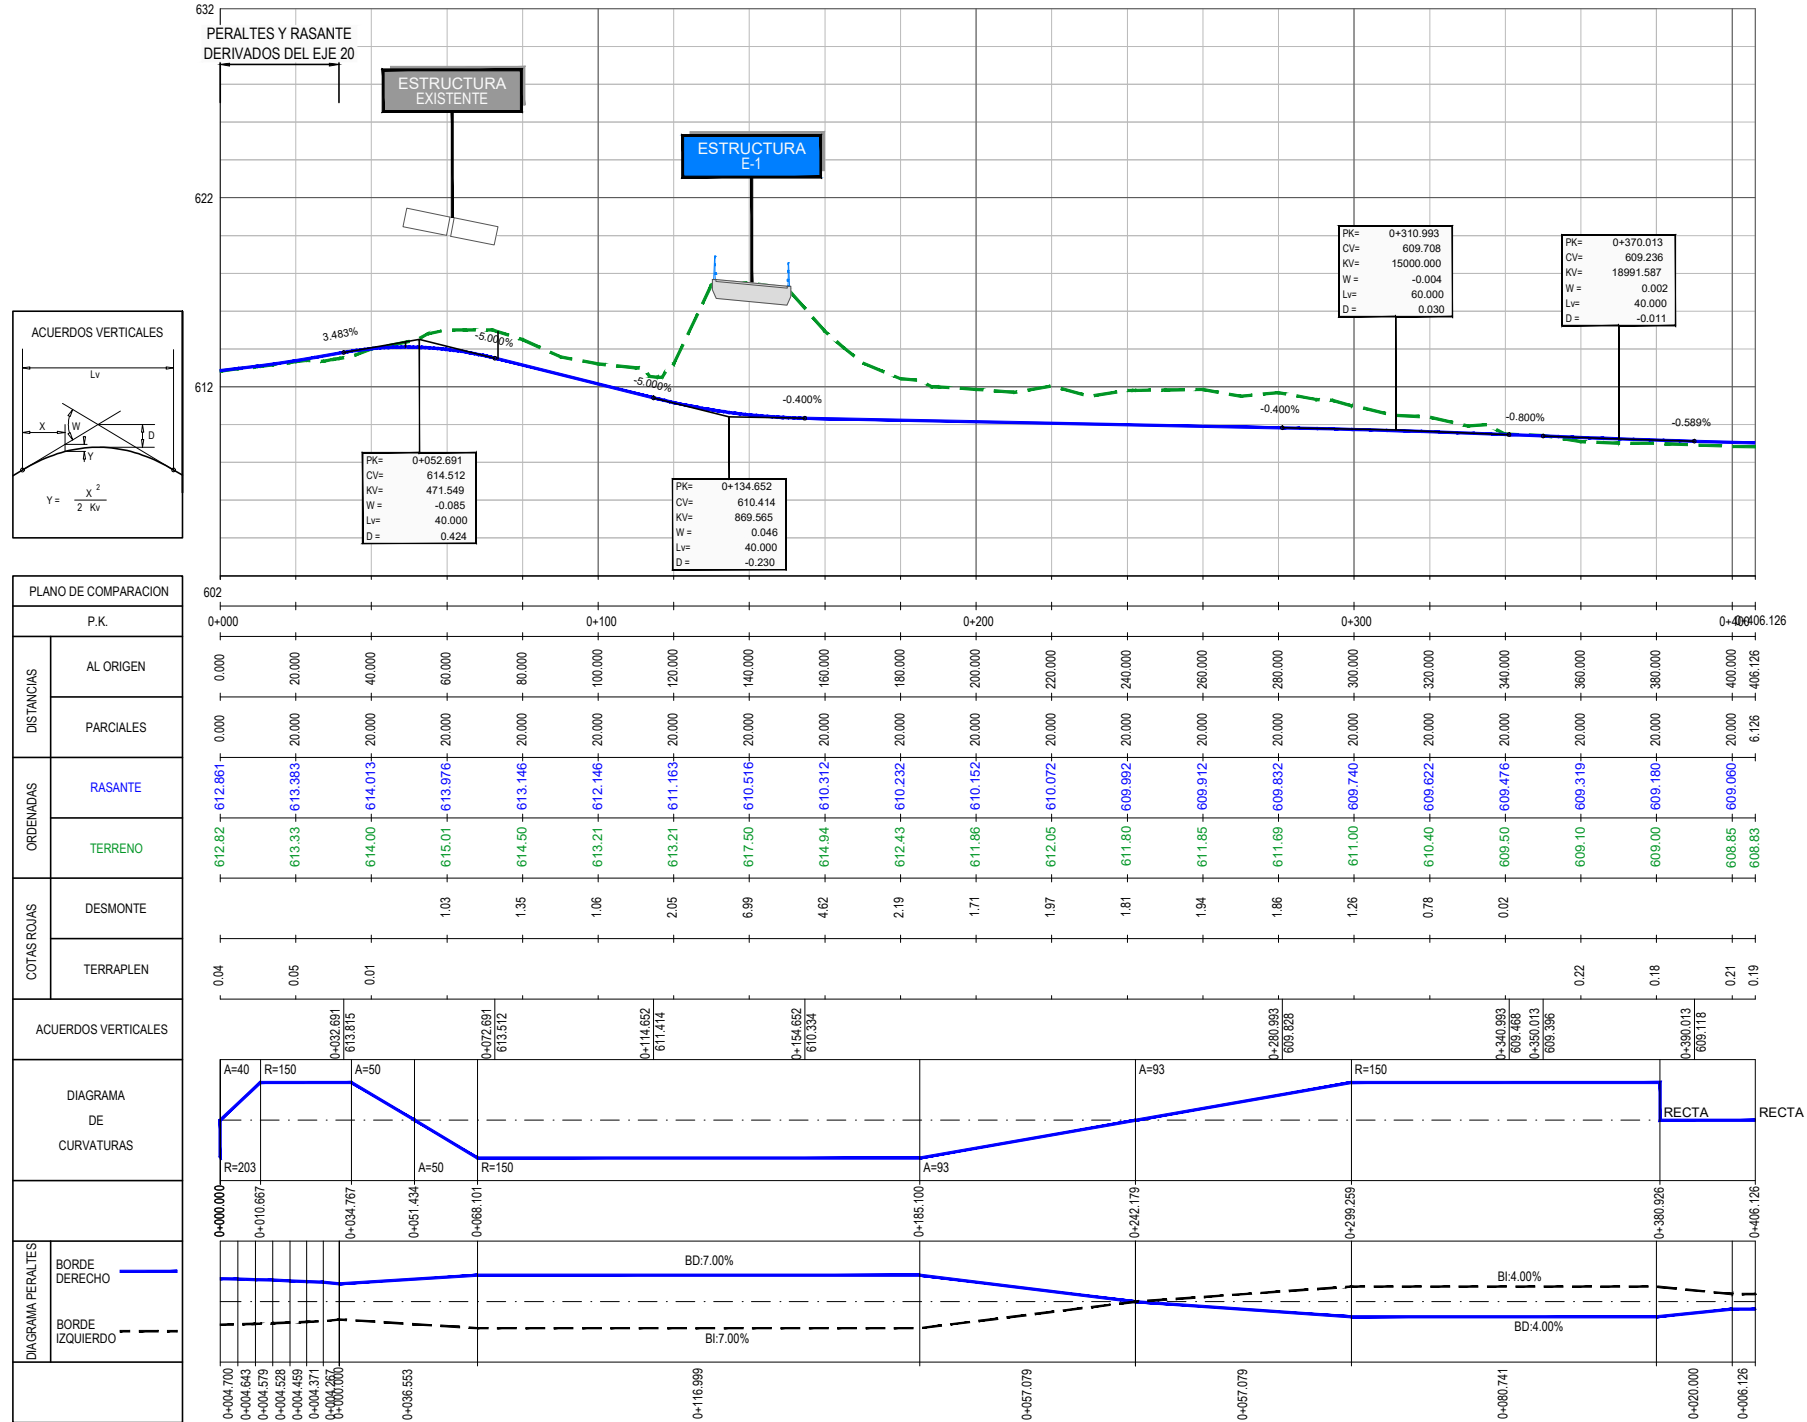 632
PERALTES Y RASANTE
DERIVADOS DEL EJE 20
ESTRUCTURA
EXISTENTE
ESTRUCTURA
E-1
622
PK= 0+310.993
CV= 609.708
KV= 15000.000
W = -0.004
Lv= 60.000
D = 0.030
PK= 0+370.013
CV= 609.236
KV= 18991.587
W = 0.002
Lv= 40.000
D = -0.011
ACUERDOS VERTICALES
Lv
X
W
D
Y
Y = X 2
2 Kv
3.483%
-5.000%
612
-5.000%
-0.400%
-0.400%
-0.800%
-0.589%
PK= 0+052.691
CV= 614.512
KV= 471.549
W = -0.085
Lv= 40.000
D = 0.424
PK= 0+134.652
CV= 610.414
KV= 869.565
W = 0.046
Lv= 40.000
D = -0.230
PLANO DE COMPARACION 602
P.K. 0+000 0+100 0+200 0+300 0+400 0+406.126
DISTANCIAS
AL ORIGEN 0.000 20.000 40.000 60.000 80.000 100.000 120.000 140.000 160.000 180.000 200.000 220.000 240.000 260.000 280.000 300.000 320.000 340.000 360.000 380.000 400.000 406.126
PARCIALES 0.000 20.000 20.000 20.000 20.000 20.000 20.000 20.000 20.000 20.000 20.000 20.000 20.000 20.000 20.000 20.000 20.000 20.000 20.000 20.000 20.000 6.126
ORDENADAS
RASANTE 612.861 613.383 614.013 613.976 613.146 612.146 611.163 610.516 610.312 610.232 610.152 610.072 609.992 609.912 609.832 609.740 609.622 609.476 609.319 609.180 609.060
TERRENO 612.82 613.33 614.00 615.01 614.50 613.21 613.21 617.50 614.94 612.43 611.86 612.05 611.80 611.85 611.69 611.00 610.40 609.50 609.10 609.00 608.85 608.83
COTAS ROJAS
DESMONTE 1.03 1.35 1.06 2.05 6.99 4.62 2.19 1.71 1.97 1.81 1.94 1.86 1.26 0.78 0.02
TERRAPLEN 0.04 0.05 0.01 0.22 0.18 0.21 0.19
ACUERDOS VERTICALES
0+032.691
613.815
0+072.691
613.512
0+114.652
611.414
0+154.652
610.334
0+280.993
609.828
0+340.993
609.468
0+350.013
609.396
0+390.013
609.118
DIAGRAMA
DE
CURVATURAS
A=40 R=150 A=50 A=93 R=150
RECTA RECTA
R=203 A=50 R=150 A=93
0+000.000 0+010.667 0+034.767 0+051.434 0+068.101 0+185.100 0+242.179 0+299.259 0+380.926 0+406.126
DIAGRAMA PERALTES
BORDE
DERECHO
BORDE
IZQUIERDO
BD:7.00%
BI:7.00%
BI:4.00%
BD:4.00%
0+004.700 0+004.643 0+004.579 0+004.528 0+004.459 0+004.371 0+004.267 0+000.000 0+036.553 0+116.999 0+057.079 0+057.079 0+080.741 0+020.000 0+006.126